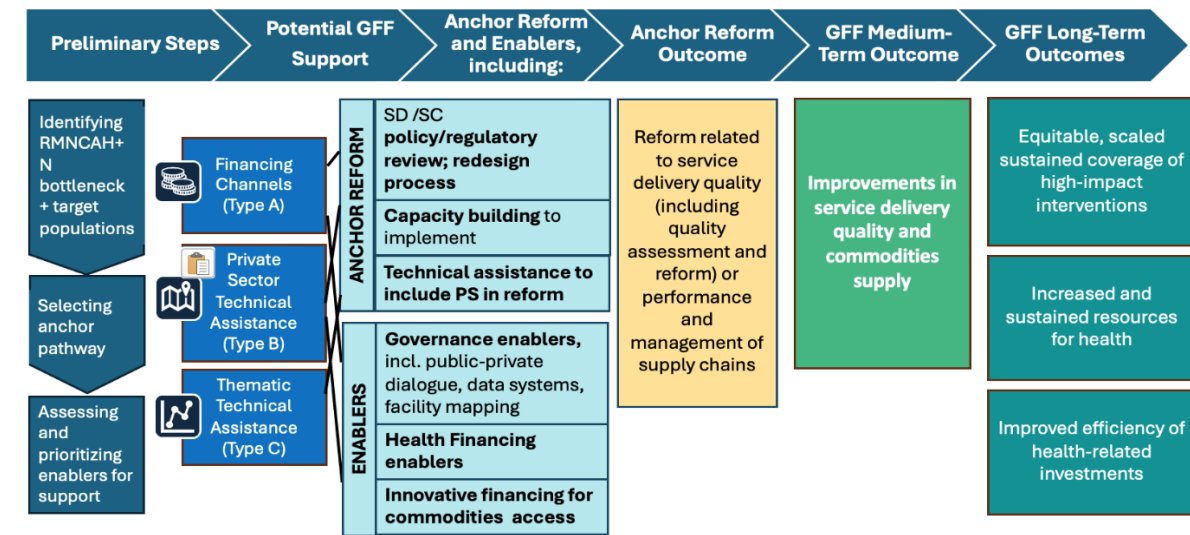 Preliminary Steps
Potential GFF
Support
Anchor Reform
and Enablers,
including:
Anchor Reform
Outcome
GFF Medium-
Term Outcome
GFF Long-Term
Outcomes
Identifying
RMNCAH+
N
bottleneck
+ target
populations
Selecting
anchor
pathway
Assessing
and
prioritizing
enablers for
support
Financing
Channels
(Type A)
Private
Sector
Technical
Assistance
(Type B)
Thematic
Technical
Assistance
(Type C)
ANCHOR REFORM
SD /SC
policy/regulatory
review; redesign
process
Capacity building to
implement
Technical assistance to
include PS in reform
ENABLERS
Governance enablers,
incl. public-private
dialogue, data systems,
facility mapping
Health Financing
enablers
Innovative financing for
commodities access
Reform related
to service
delivery quality
(including
quality
assessment and
reform) or
performance
and
management of
supply chains
Improvements in
service delivery
quality and
commodities
supply
Equitable, scaled
sustained coverage of
high-impact
interventions
Increased and
sustained resources
for health
Improved efficiency of
health-related
investments